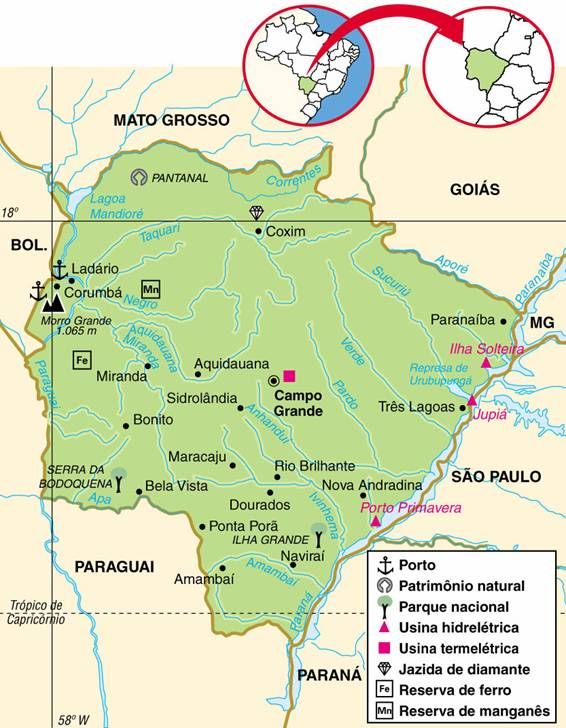 MATO GROSSO
PANTANAL
Correntes
GOIÁS
Lagoa
Mandioré
18º
Taquari
Coxim
BOL.
Ladário
Corumbá
Mn
Negro
Morro Grande
1.065 m
Sucuriú
Aporé
Paranaíba
Paranaíba
MG
Ilha Solteira
Fe
Aquidauana
Miranda
Miranda
Aquidauana
Verde
Represa de
Urubupungá
Paraguai
Campo
Grande
Pardo
Sidrolândia
Anhanduí
Três Lagoas
Jupiá
Bonito
Maracaju
Rio Brilhante
SÃO PAULO
SERRA DA
BODOQUENA
Bela Vista
Nova Andradina
Apa
Dourados
Ivinhema
Porto Primavera
Ponta Porã
ILHA GRANDE
PARAGUAI
Naviraí
Amambaí
Amambaí
Trópico de
Capricórnio
Paraná
PARANÁ
58º W
Porto
Patrimônio natural
Parque nacional
Usina hidrelétrica
Usina termelétrica
Jazida de diamante
Fe Reserva de ferro
Mn Reserva de manganês